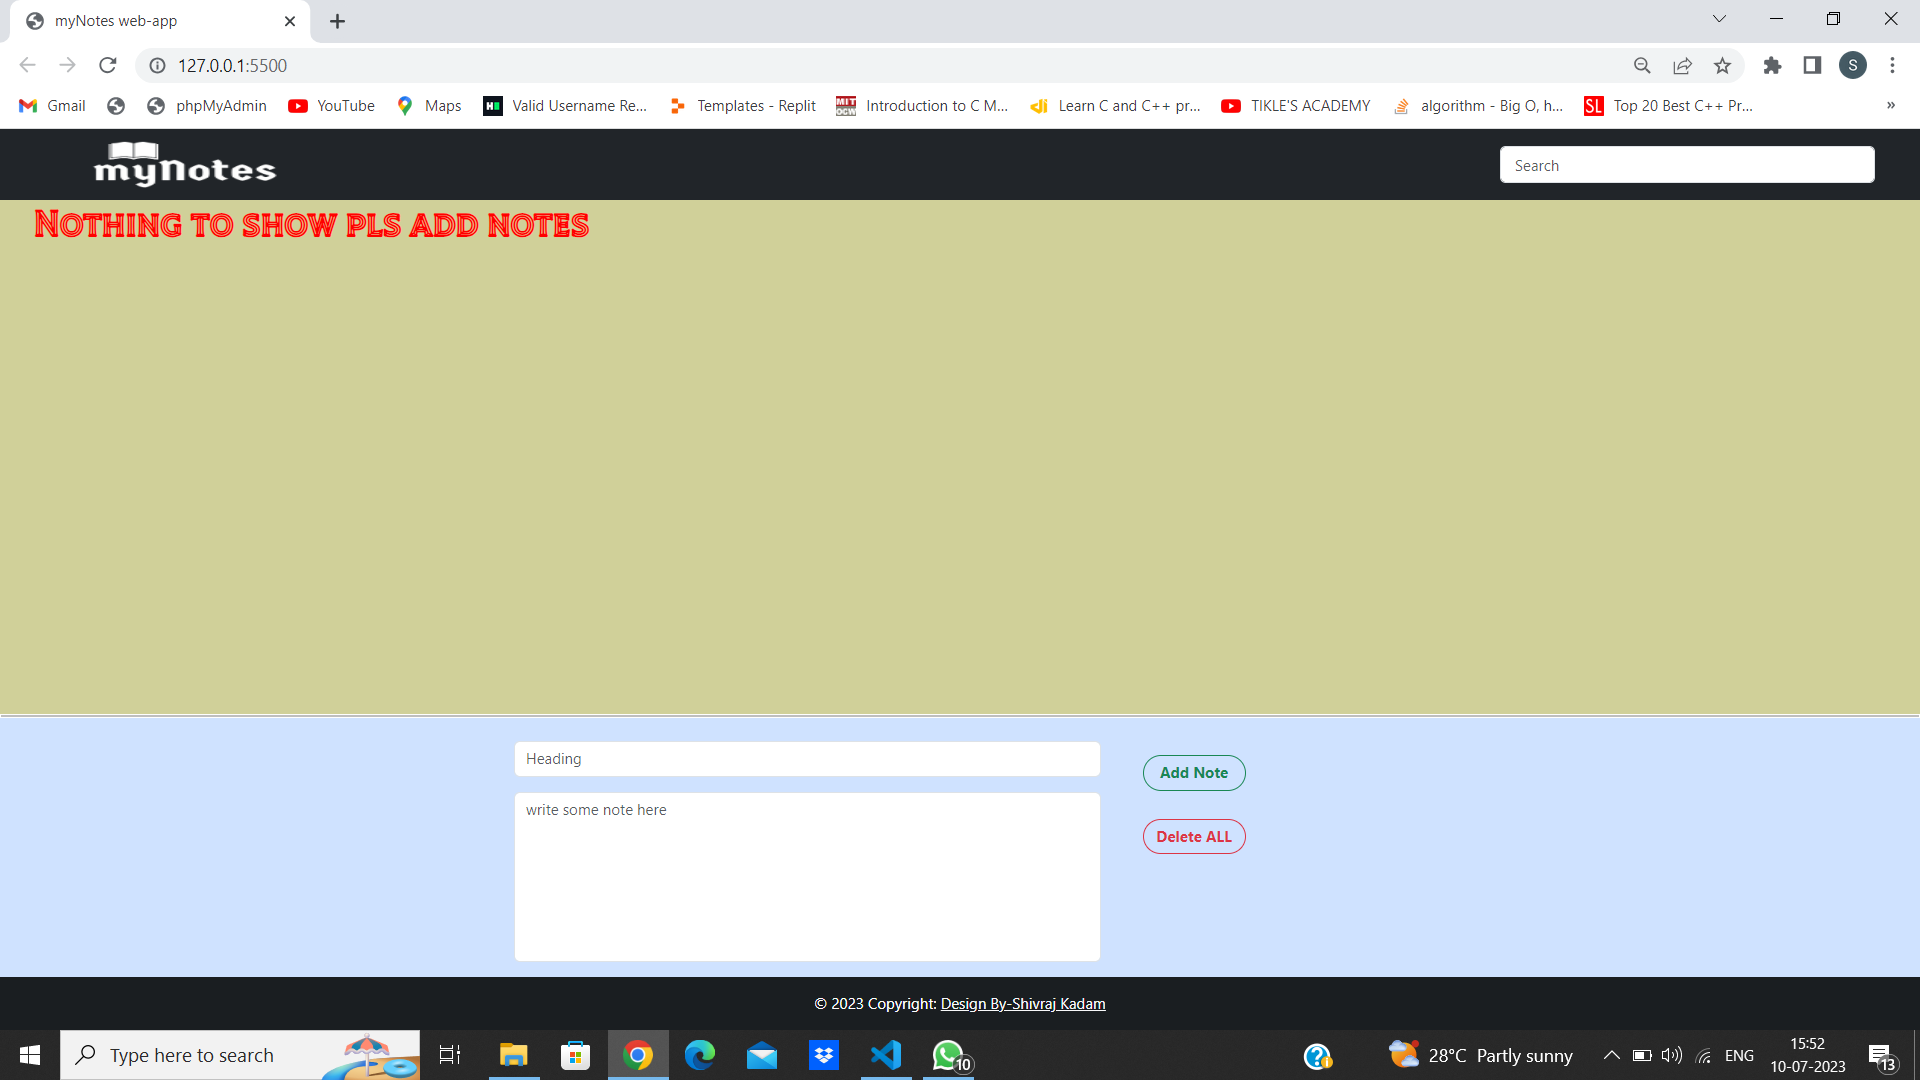 myNotes web-app
127.0.0.1:5500
S
Gmail
phpMyAdmin
YouTube
Maps
Valid Username Re...
Templates - Replit
MIT OCW
Introduction to C M...
Learn C and C++ pr...
TIKLE'S ACADEMY
algorithm - Big O, h...
SL
Top 20 Best C++ Pr...
»
myNotes
Search
Nothing to show pls add notes
Heading
Add Note
write some note here
Delete ALL
© 2023 Copyright: Design By-Shivraj Kadam
Type here to search
10
28°C Partly sunny
ENG
15:52
10-07-2023
13